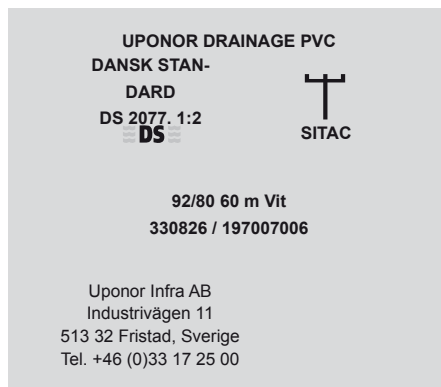 UPONOR DRAINAGE PVC
DANSK STAN-
DARD
DS 2077. 1:2
DS
SITAC
92/80 60 m Vit
330826 / 197007006
Uponor Infra AB
Industrivägen 11
513 32 Fristad, Sverige
Tel. +46 (0)33 17 25 00